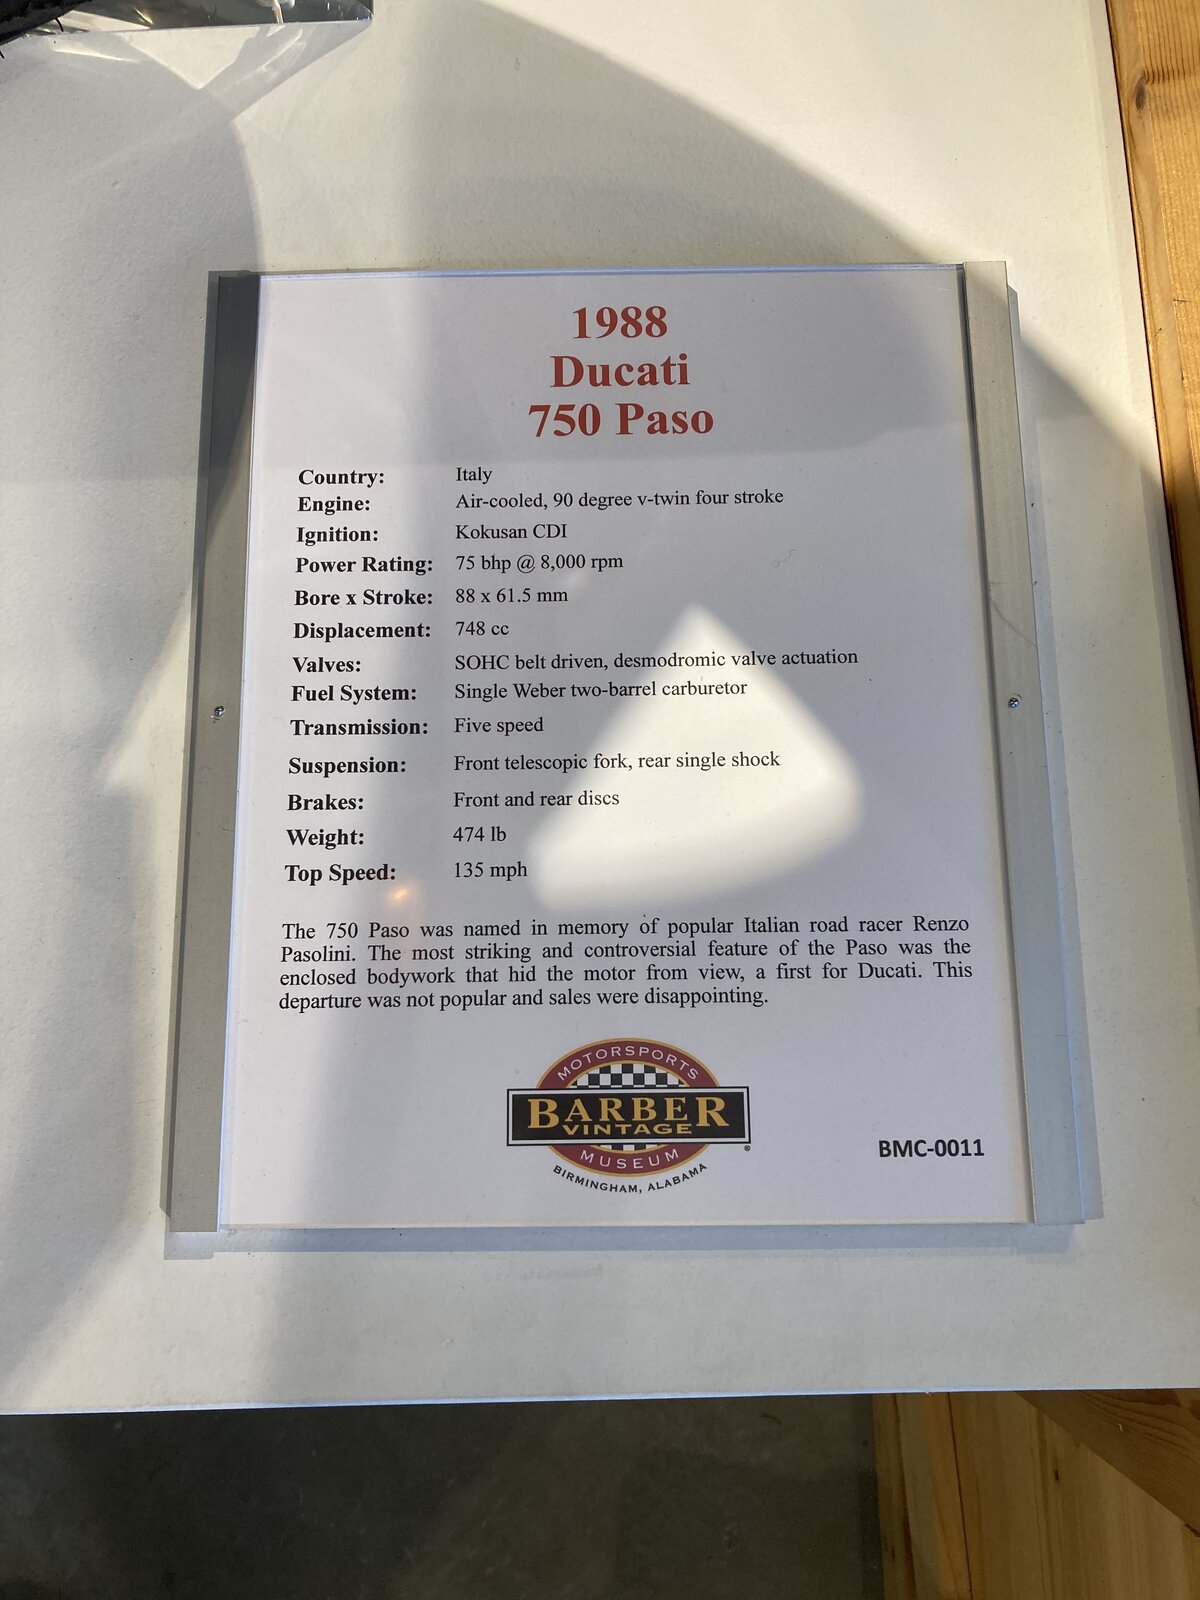 1988
Ducati
750 Paso
Country: Italy
Engine: Air-cooled, 90 degree v-twin four stroke
Ignition: Kokusan CDI
Power Rating: 75 bhp @ 8,000 rpm
Bore x Stroke: 88 x 61.5 mm
Displacement: 748 cc
Valves: SOHC belt driven, desmodromic valve actuation
Fuel System: Single Weber two-barrel carburetor
Transmission: Five speed
Suspension: Front telescopic fork, rear single shock
Brakes: Front and rear discs
Weight: 474 lb
Top Speed: 135 mph
The 750 Paso was named in memory of popular Italian road racer Renzo
Pasolini. The most striking and controversial feature of the Paso was the
enclosed bodywork that hid the motor from view, a first for Ducati. This
departure was not popular and sales were disappointing.
MOTORSPORTS
BARBER
VINTAGE
®
MUSEUM
BIRMINGHAM, ALABAMA
BMC-0011